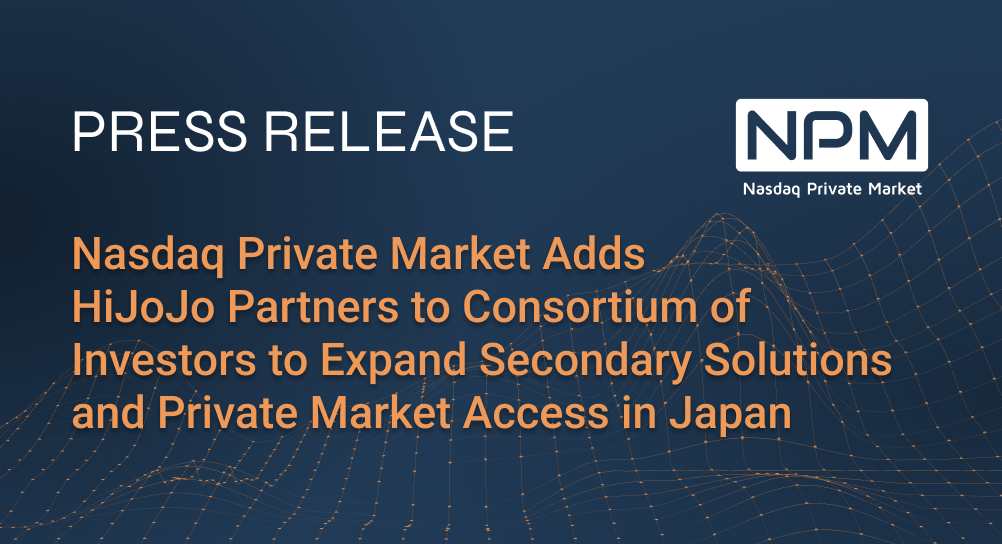 PRESS RELEASE
NPM
Nasdaq Private Market
Nasdaq Private Market Adds
HiJoJo Partners to Consortium of
Investors to Expand Secondary Solutions
and Private Market Access in Japan